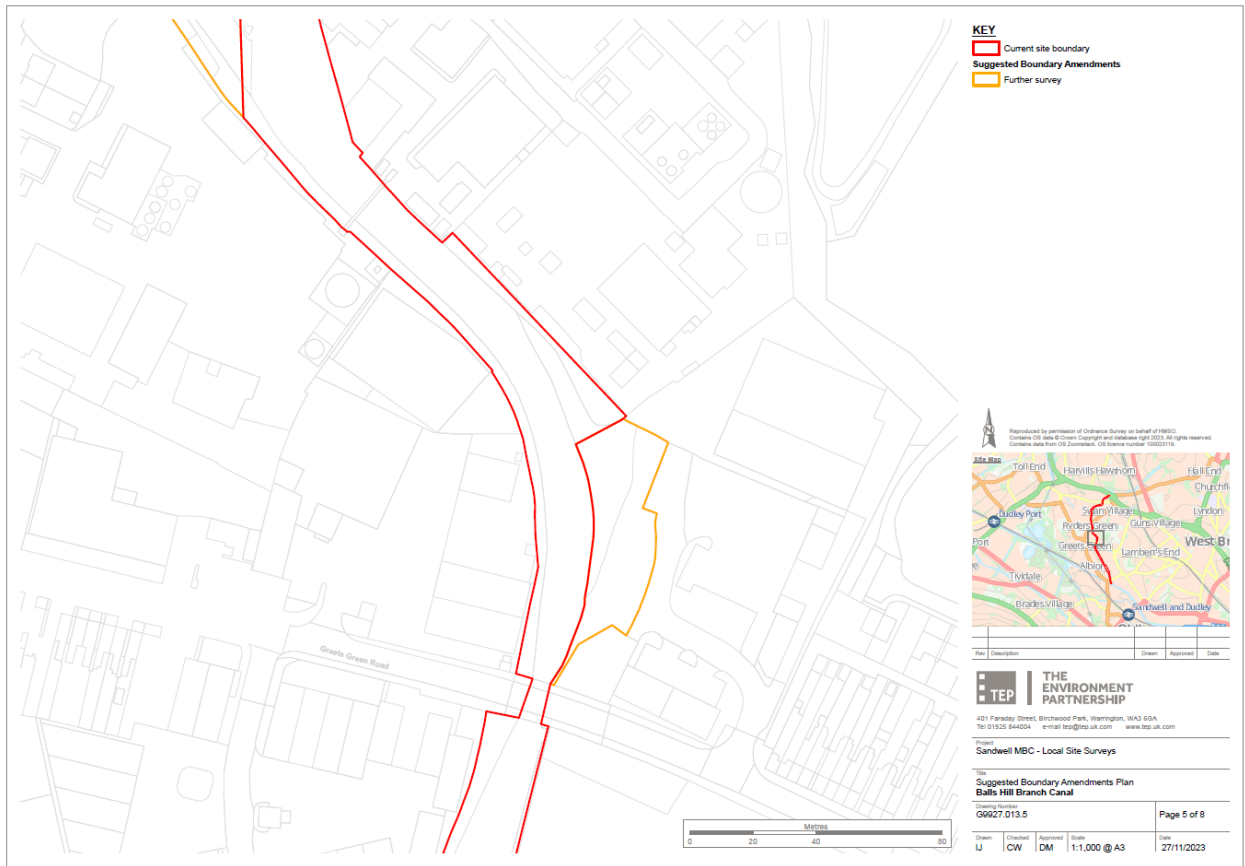 KEY
Current site boundary
Suggested Boundary Amendments
Further survey
Greets Green Road
Metres
0 20 40 80
N
Reproduced by permission of Ordnance Survey on behalf of HMSO.
Contains OS data © Crown Copyright and database right 2023. All rights reserved.
Contains data from OS Zoomstack. OS licence number 100023119.
Site Map
Toll End
Harvills Hawthorn
Hall End
Swan Village
Lyndon
Dudley Port
Ryders Green
Guns Village
Port
Greets Green
West Br
Lambert's End
Albion
Tividale
Brades Village
Sandwell and Dudley
Rev Description Drawn Approved Date
TEP
THE
ENVIRONMENT
PARTNERSHIP
401 Faraday Street, Birchwood Park, Warrington, WA3 6GA
Tel 01925 844004 e-mail tep@tep.uk.com www.tep.uk.com
Project
Sandwell MBC - Local Site Surveys
Title
Suggested Boundary Amendments Plan
Balls Hill Branch Canal
Drawing Number
G9927.013.5
Page 5 of 8
Drawn Checked Approved Scale Date
IJ CW DM 1:1,000 @ A3 27/11/2023